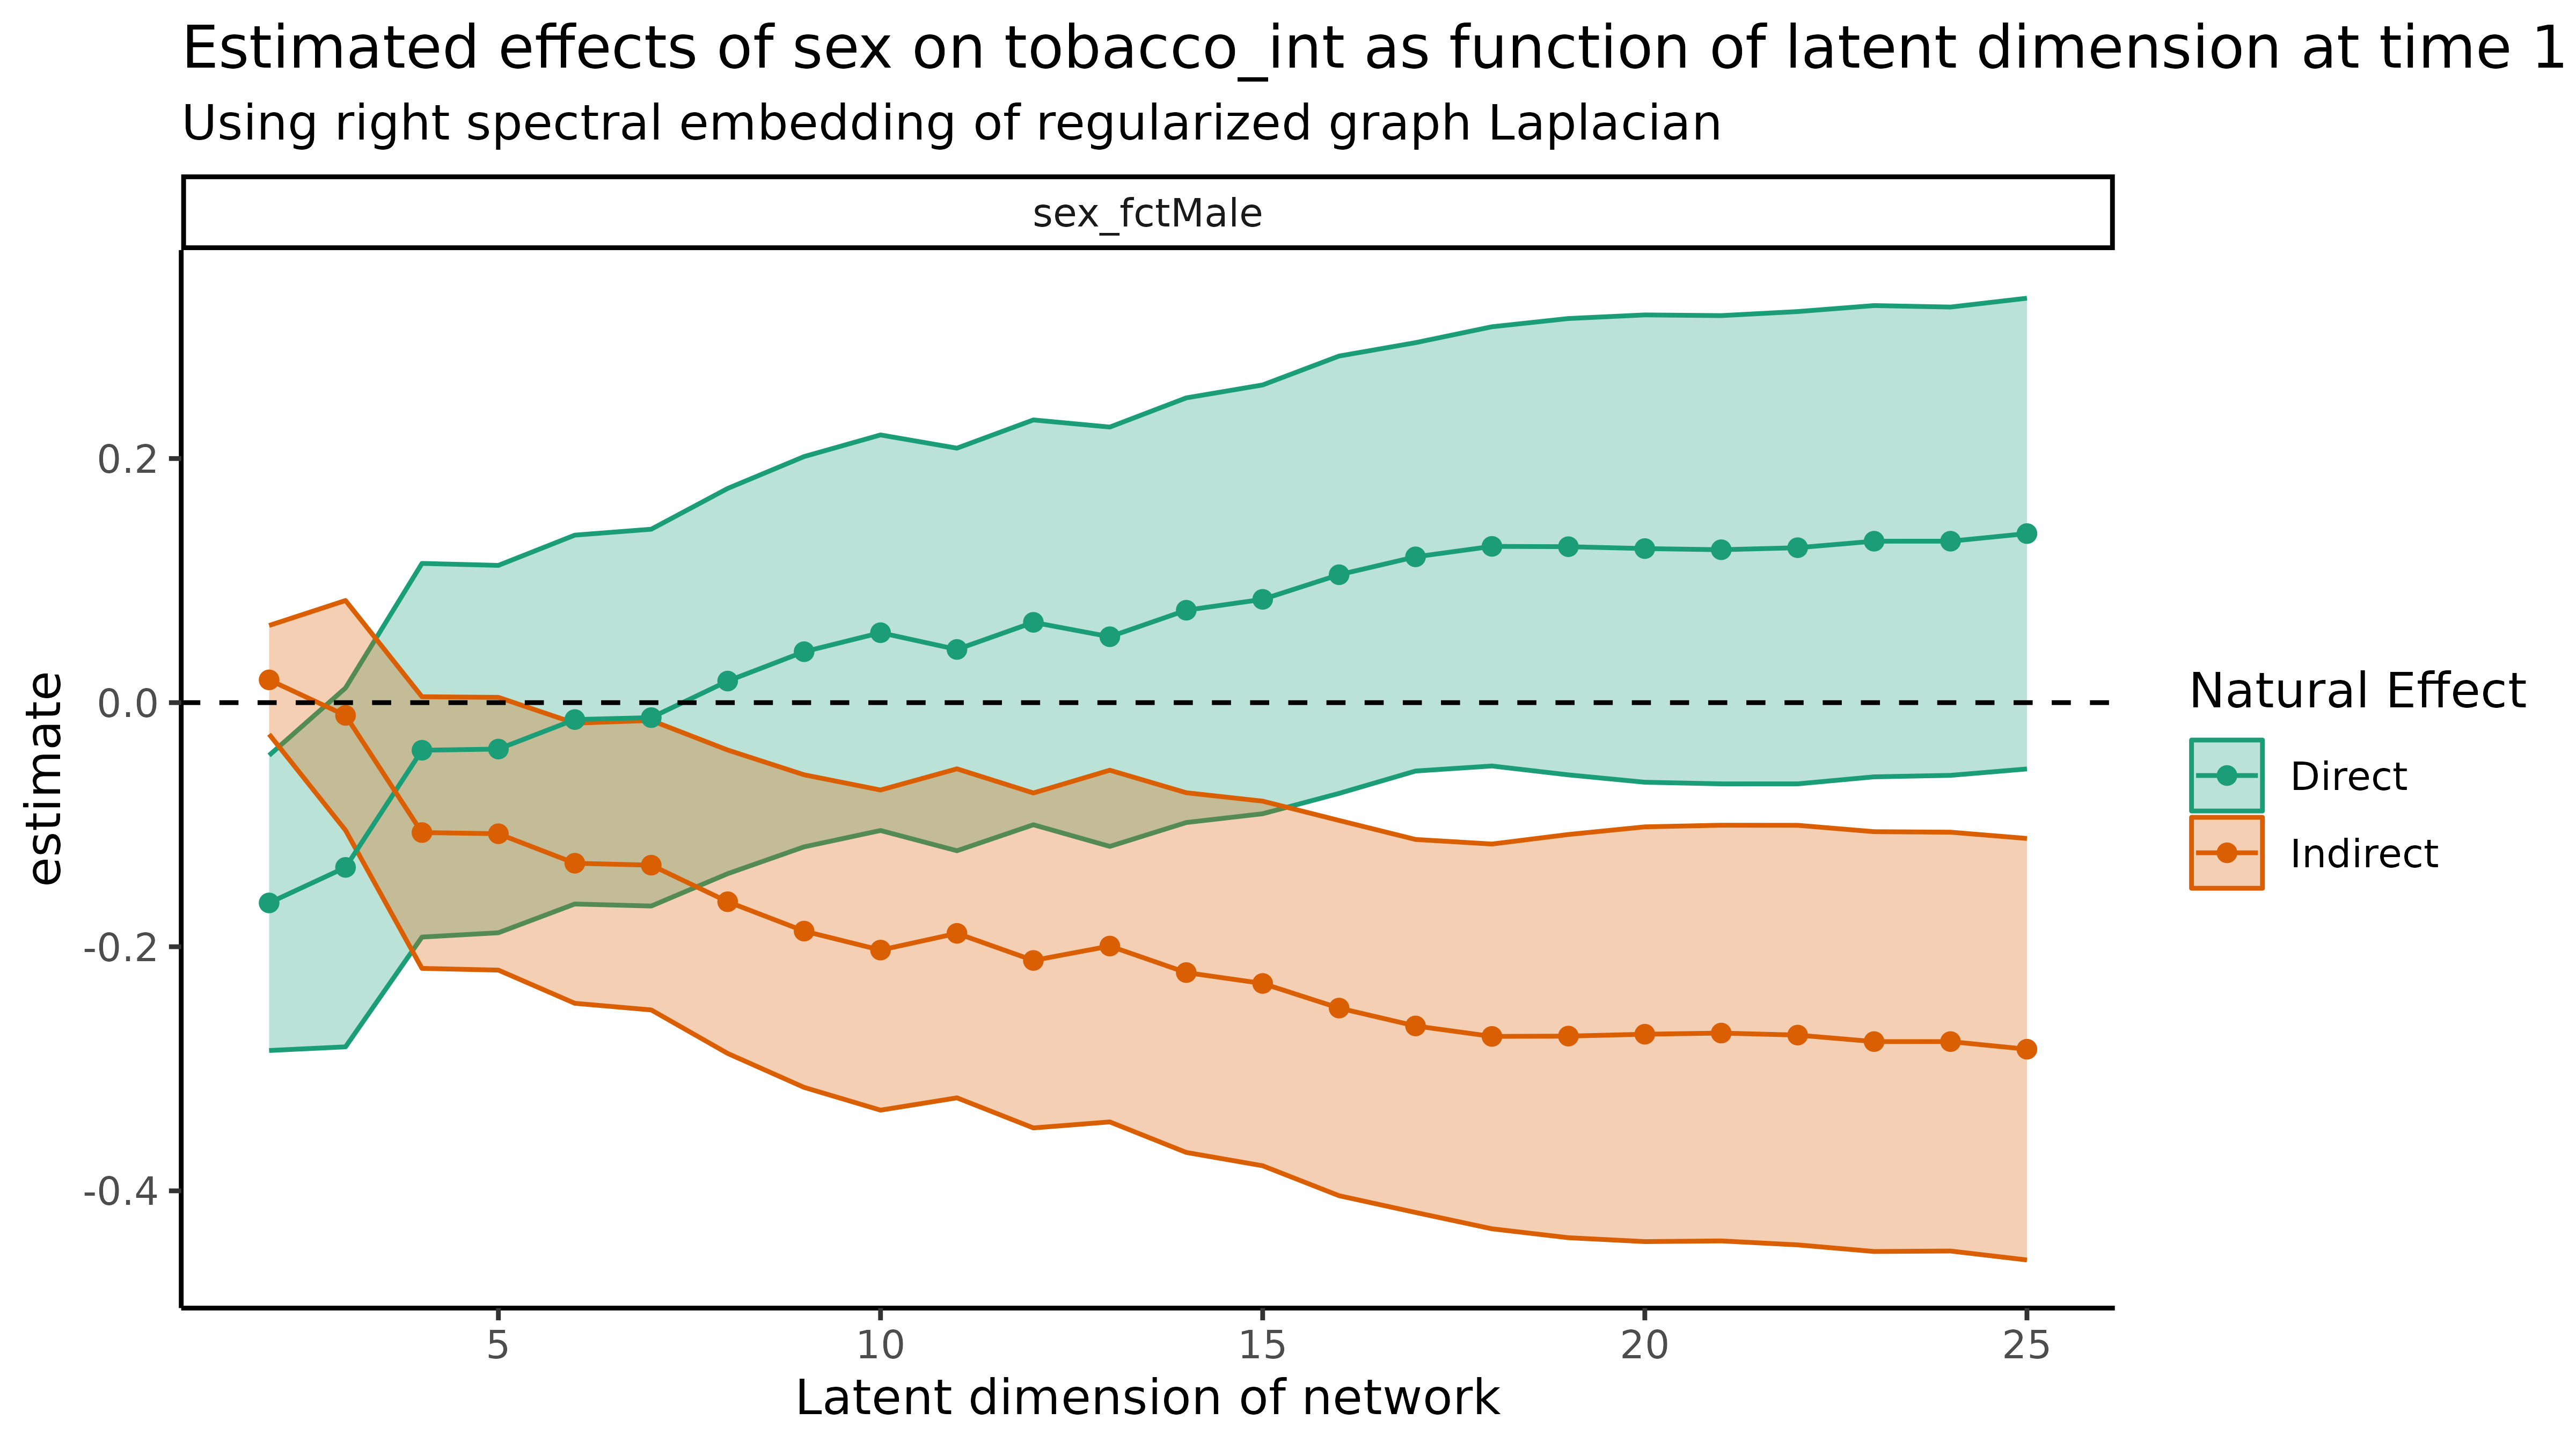 Estimated effects of sex on tobacco_int as function of latent dimension at time 1
Using right spectral embedding of regularized graph Laplacian
sex_fctMale
estimate
0.2
0.0
-0.2
-0.4
5 10 15 20 25
Latent dimension of network
Natural Effect
Direct
Indirect